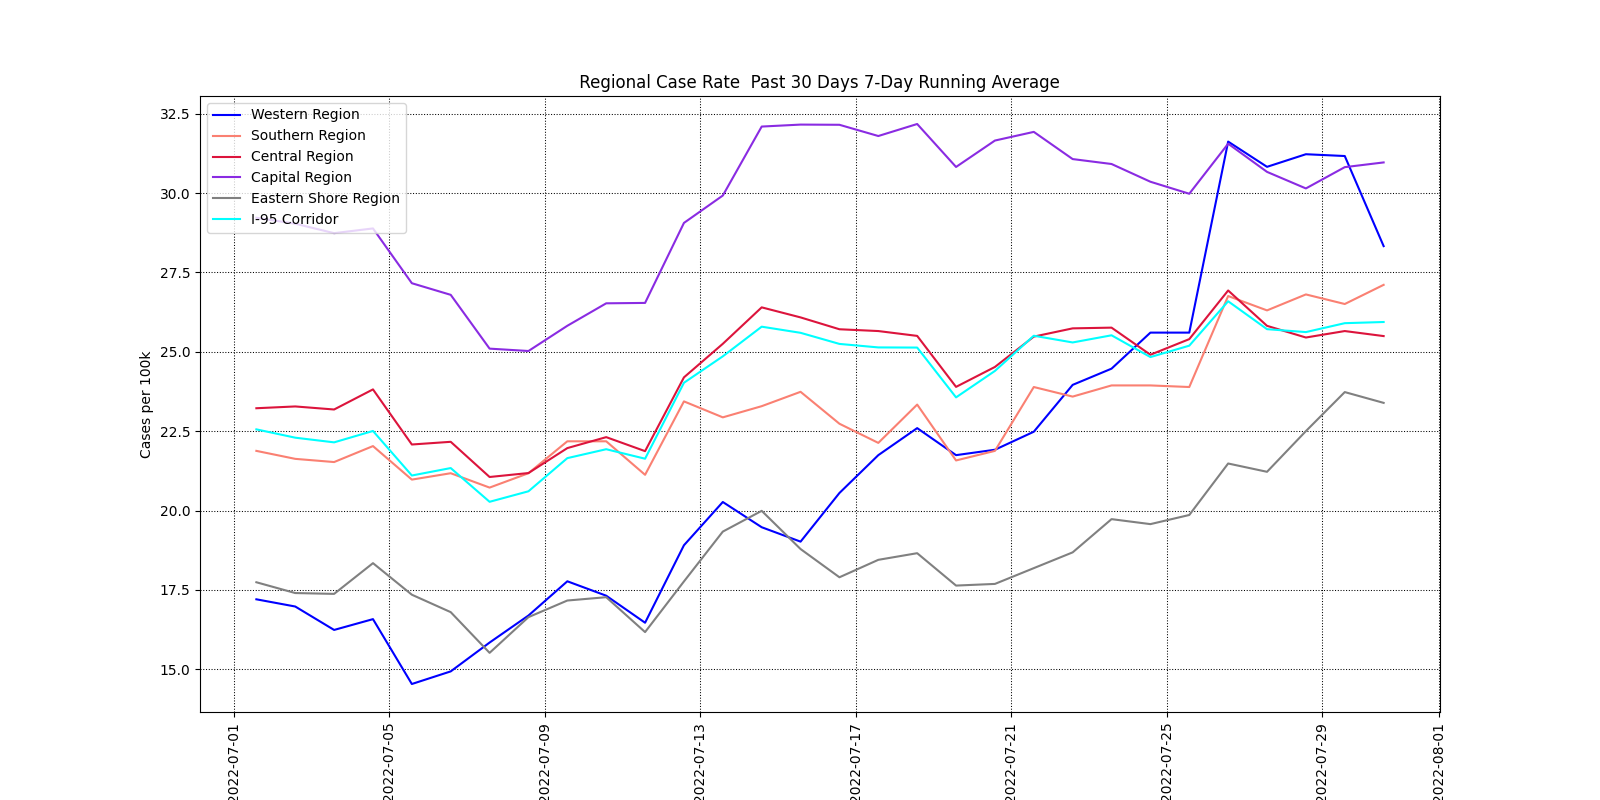 Regional Case Rate  Past 30 Days 7-Day Running Average
Cases per 100k
32.5
30.0
27.5
25.0
22.5
20.0
17.5
15.0
Western Region
Southern Region
Central Region
Capital Region
Eastern Shore Region
I-95 Corridor
2022-07-01
2022-07-05
2022-07-09
2022-07-13
2022-07-17
2022-07-21
2022-07-25
2022-07-29
2022-08-01